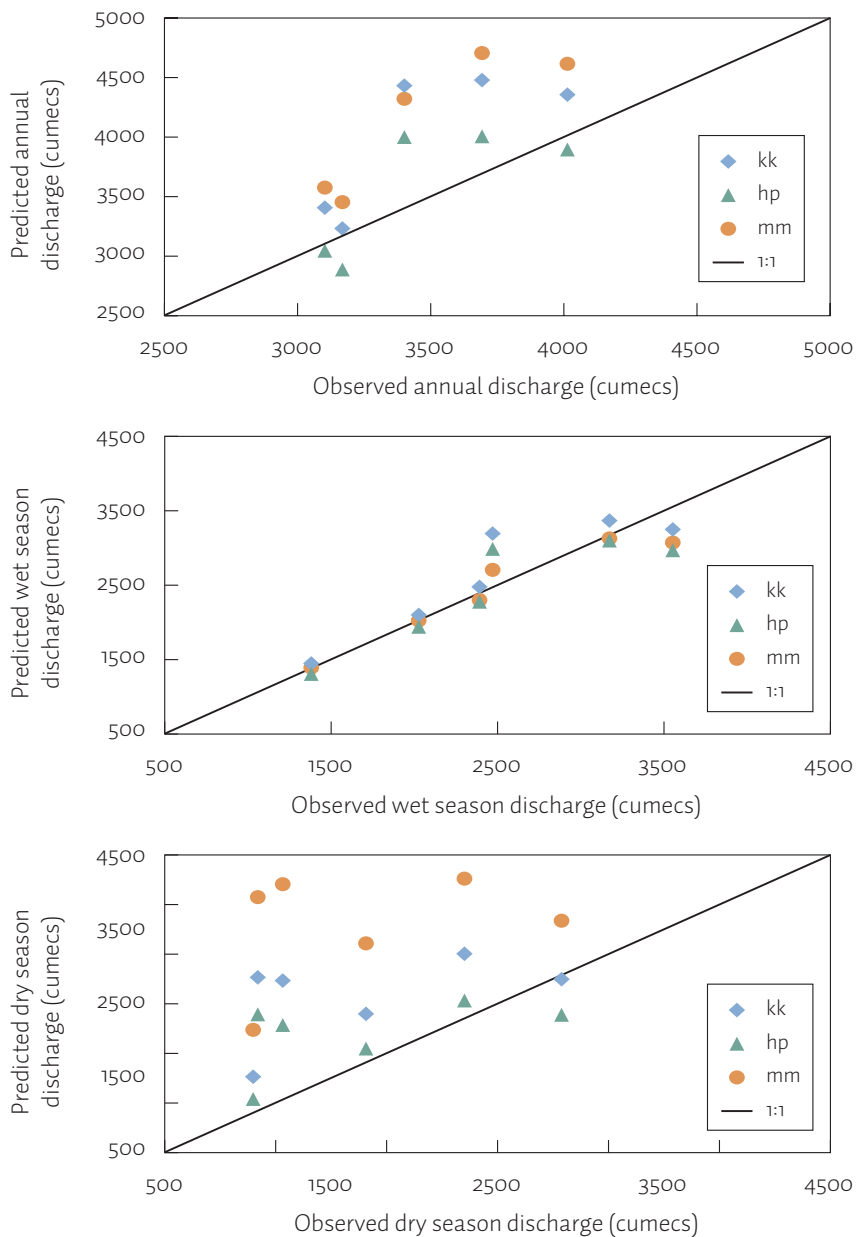 Predicted annual
discharge (cumecs)
5000
4500
4000
3500
3000
2500
2500 3000 3500 4000 4500 5000
Observed annual discharge (cumecs)
kk
hp
mm
1:1
Predicted wet season
discharge (cumecs)
4500
3500
2500
1500
500
500 1500 2500 3500 4500
Observed wet season discharge (cumecs)
kk
hp
mm
1:1
Predicted dry season
discharge (cumecs)
4500
3500
2500
1500
500
500 1500 2500 3500 4500
Observed dry season discharge (cumecs)
kk
hp
mm
1:1